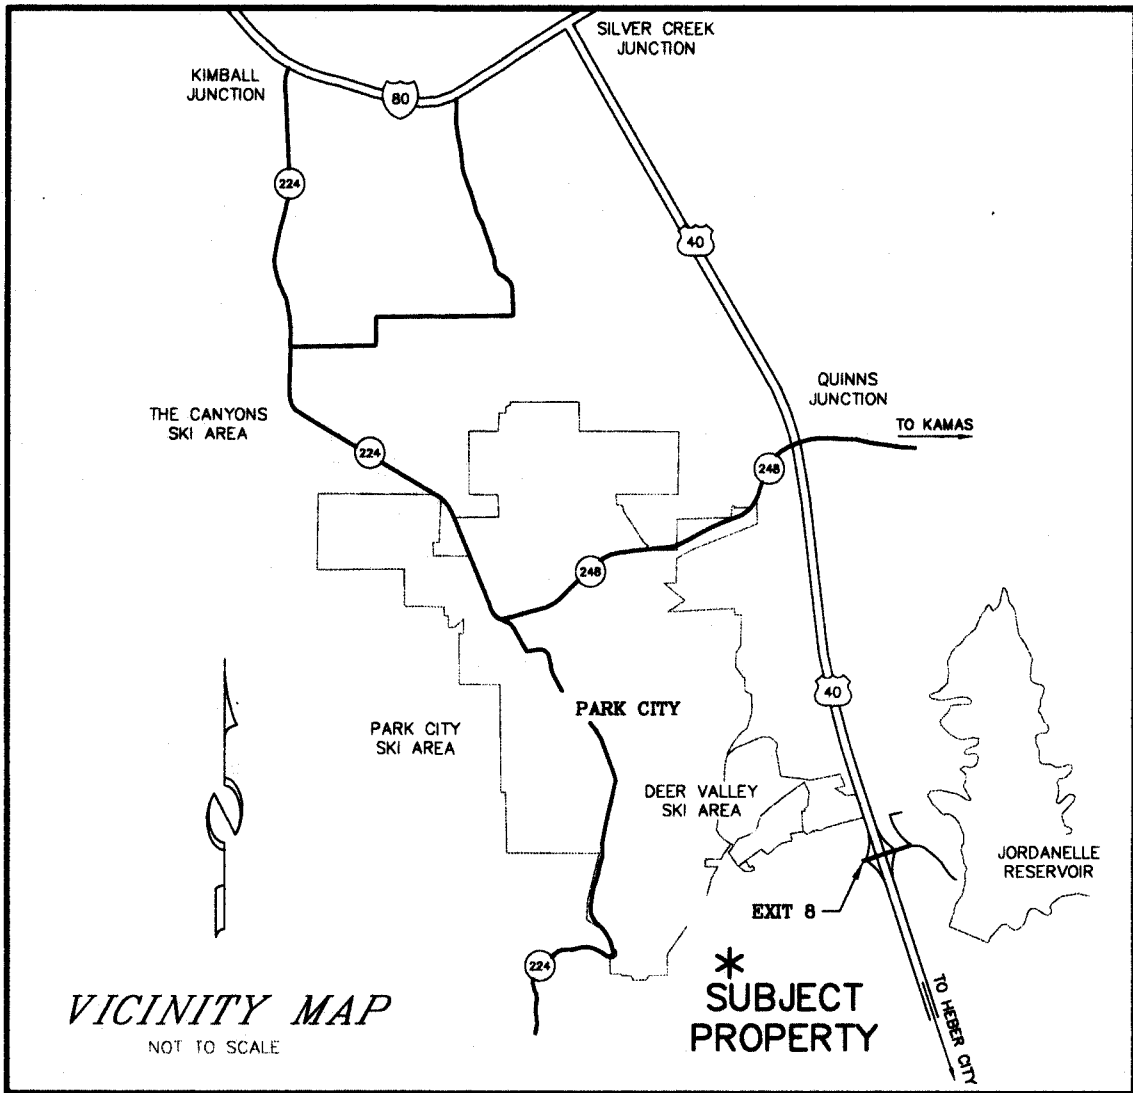 SILVER CREEK
JUNCTION
KIMBALL
JUNCTION
80
224
40
QUINNS
JUNCTION
THE CANYONS
SKI AREA
TO KAMAS
224
248
248
40
PARK CITY
PARK CITY
SKI AREA
DEER VALLEY
SKI AREA
JORDANELLE
RESERVOIR
EXIT 8
224
SUBJECT
PROPERTY
TO HEBER CITY
VICINITY MAP
NOT TO SCALE